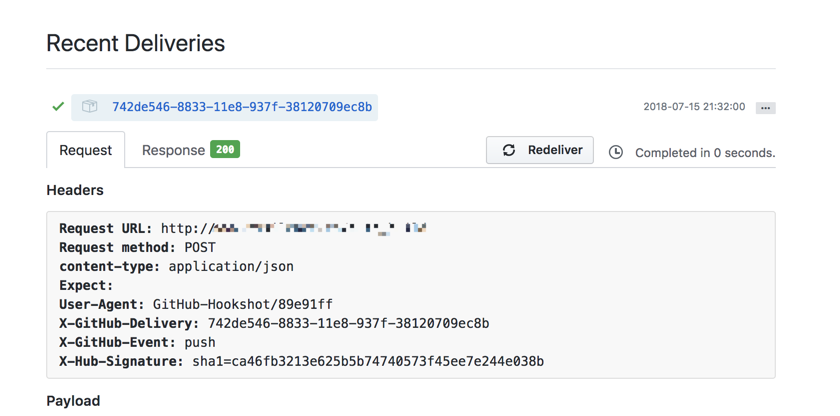 Recent Deliveries
742de546-8833-11e8-937f-38120709ec8b 2018-07-15 21:32:00 ...
Request Response 200 Redeliver Completed in 0 seconds.
Headers
Request URL: http://
Request method: POST
content-type: application/json
Expect:
User-Agent: GitHub-Hookshot/89e91ff
X-GitHub-Delivery: 742de546-8833-11e8-937f-38120709ec8b
X-GitHub-Event: push
X-Hub-Signature: sha1=ca46fb3213e625b5b74740573f45ee7e244e038b
Payload